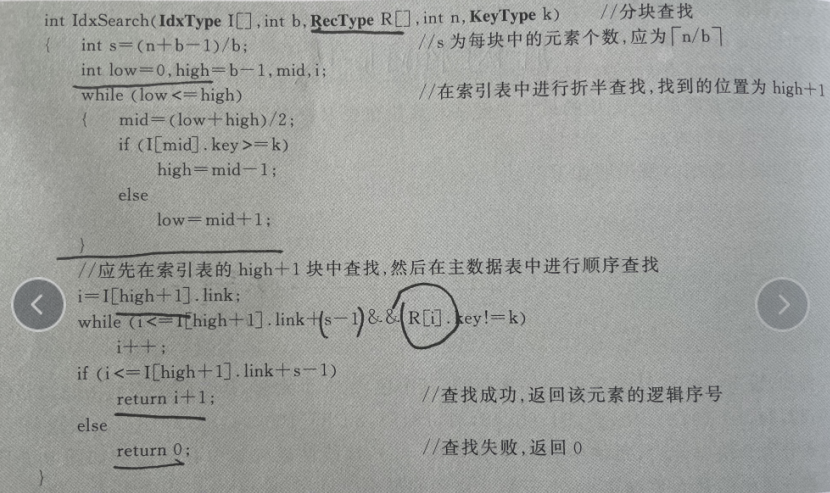 int IdxSearch(IdxType I[],int b,RecType R[],int n,KeyType k) //分块查找
{ int s=(n+b-1)/b; //s 为每块中的元素个数,应为⌈n/b⌉
int low=0,high=b-1,mid,i;
while (low<=high) //在索引表中进行折半查找,找到的位置为 high+1
{ mid=(low+high)/2;
if (I[mid].key>=k)
high=mid-1;
else
low=mid+1;
}
//应先在索引表的 high+1 块中查找,然后在主数据表中进行顺序查找
i=I[high+1].link;
while (i<=I[high+1].link+s-1 && R[i].key!=k)
i++;
if (i<=I[high+1].link+s-1)
return i+1; //查找成功,返回该元素的逻辑序号
else
return 0; //查找失败,返回 0
}